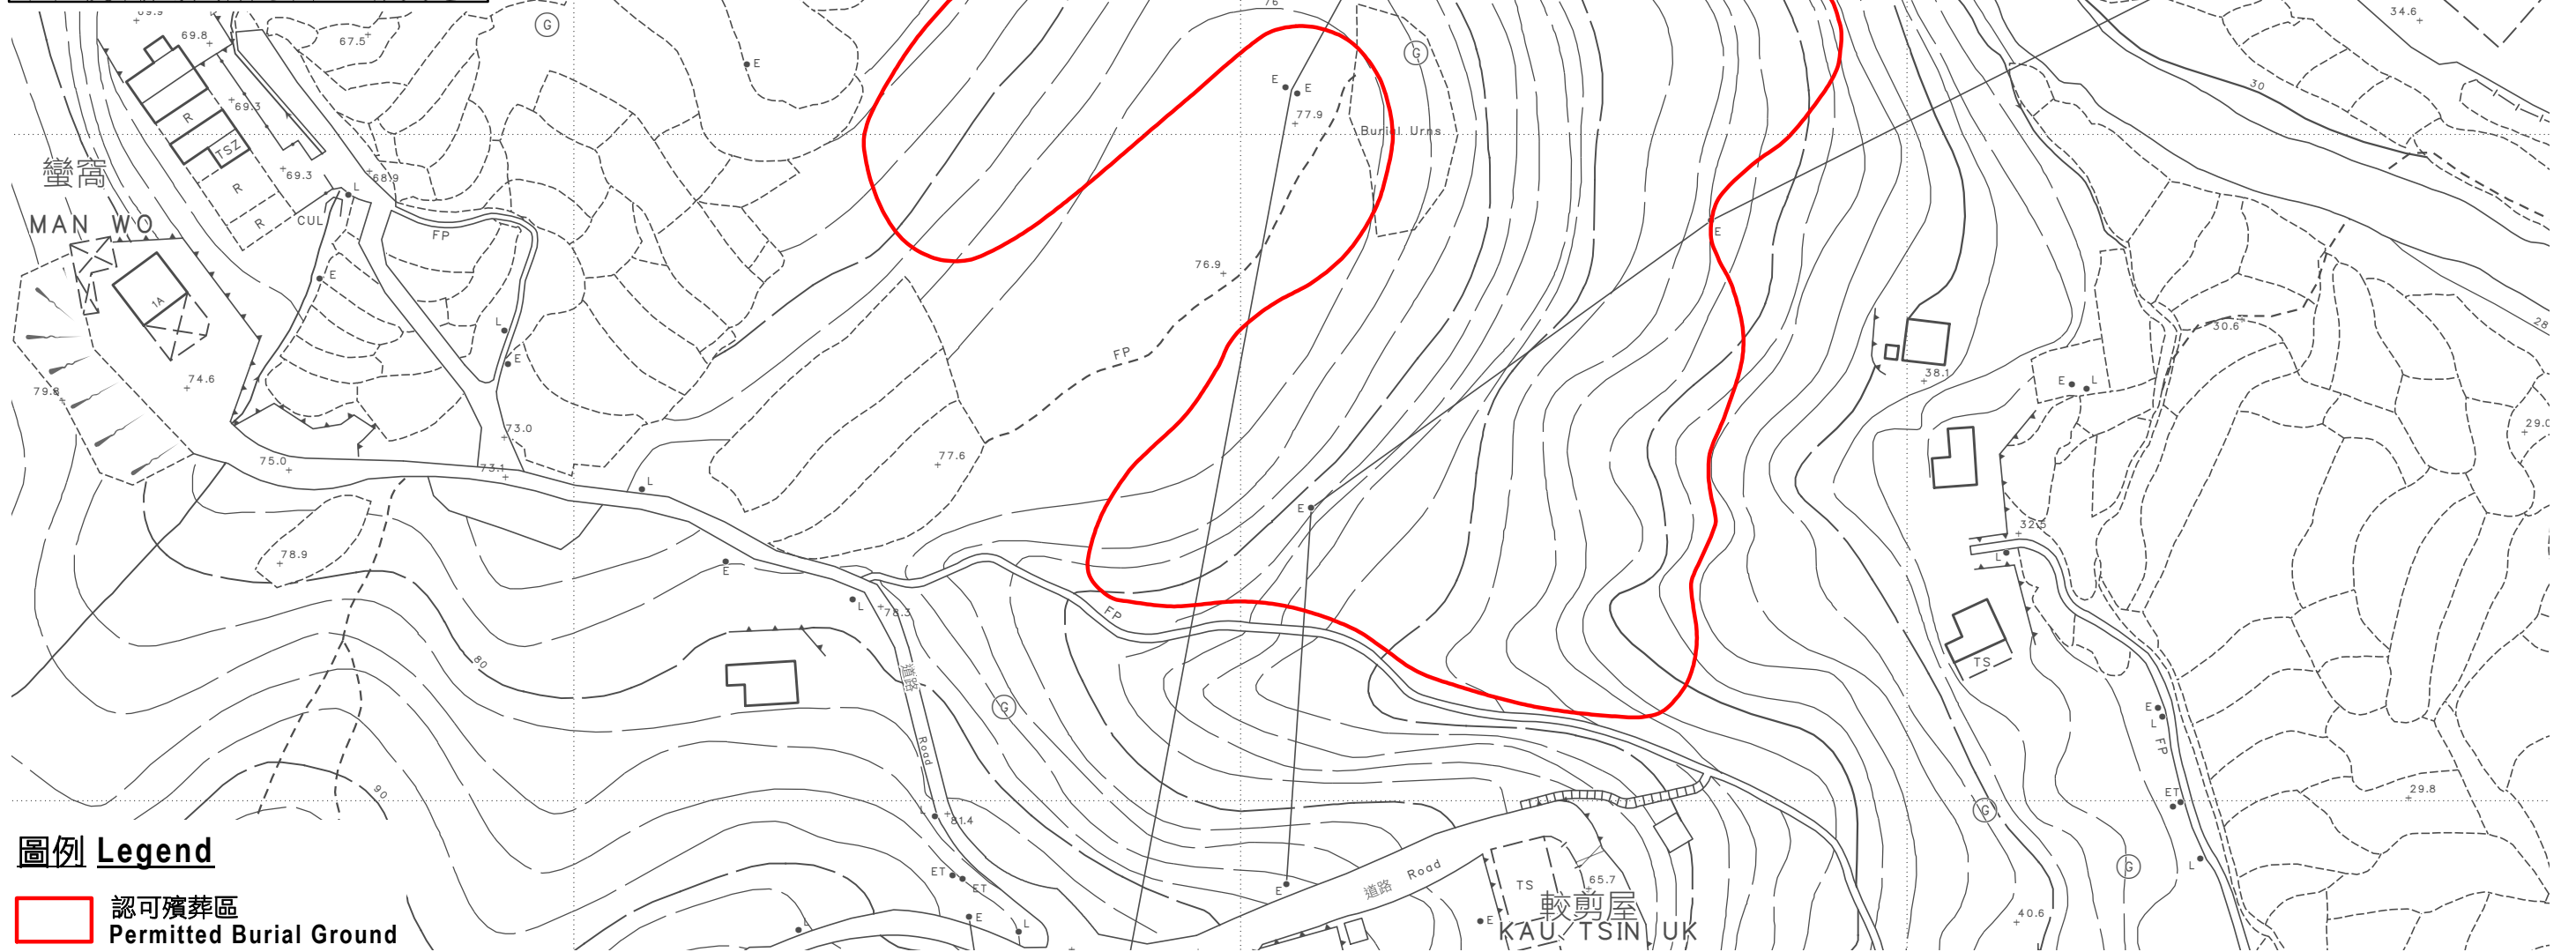 69.9
69.8
67.5
G
E
76
G
34.6
R
69.3
E
E
77.9
Burial Urns
30
TSZ
69.3
68.9
蠻窩
MAN WO
R
R
L
CUL
FP
E
E
76.9
1A
L
E
FP
30.6
28
79.8
74.6
38.1
E
L
73.0
29.0
75.0
73.1
77.6
L
E
78.9
32.5
L
E
L
78.3
FP
80
TS
道路
G
E
L
FP
Road
90
ET
29.8
L
81.4
G
圖例 Legend
ET
ET
E
道路 Road
TS
65.7
G
L
認可殯葬區
Permitted Burial Ground
L
E
L
E
較剪屋
KAU TSIN UK
40.6